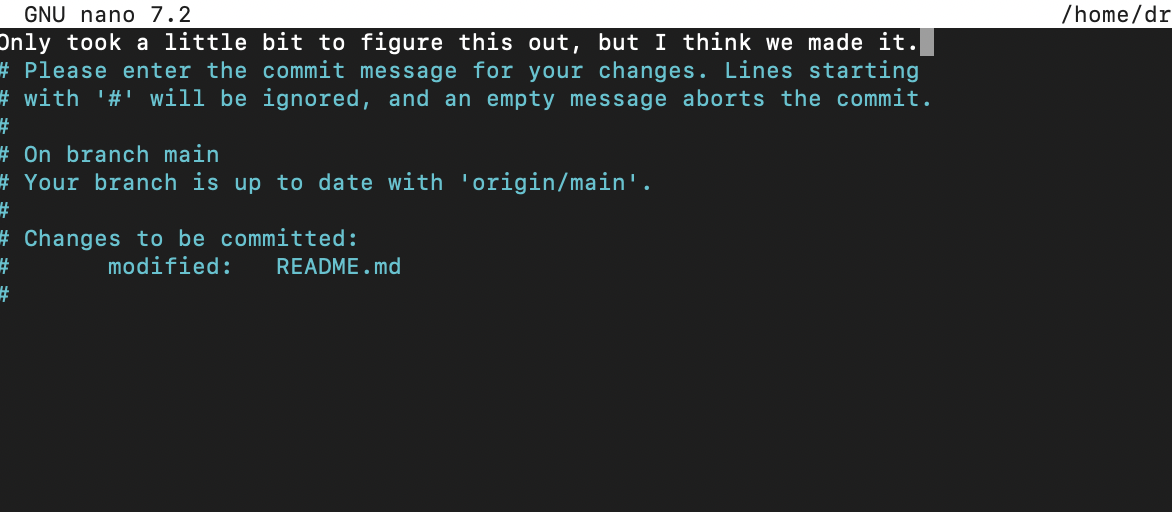 GNU nano 7.2 /home/dr
Only took a little bit to figure this out, but I think we made it.
# Please enter the commit message for your changes. Lines starting
# with '#' will be ignored, and an empty message aborts the commit.
#
# On branch main
# Your branch is up to date with 'origin/main'.
#
# Changes to be committed:
#       modified:   README.md
#